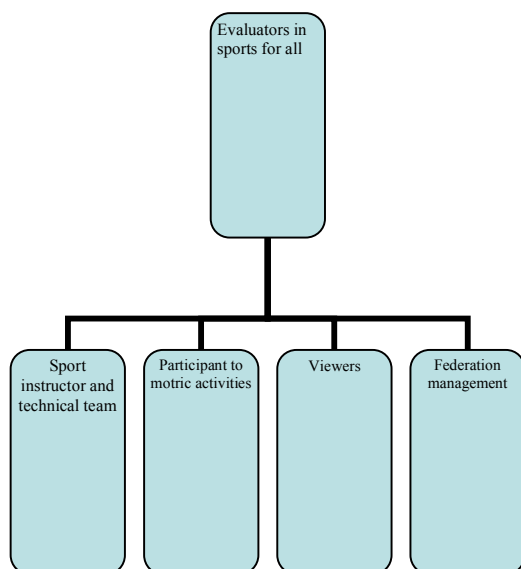 Evaluators in
sports for all
Sport
instructor and
technical team
Participant to
motric activities
Viewers
Federation
management